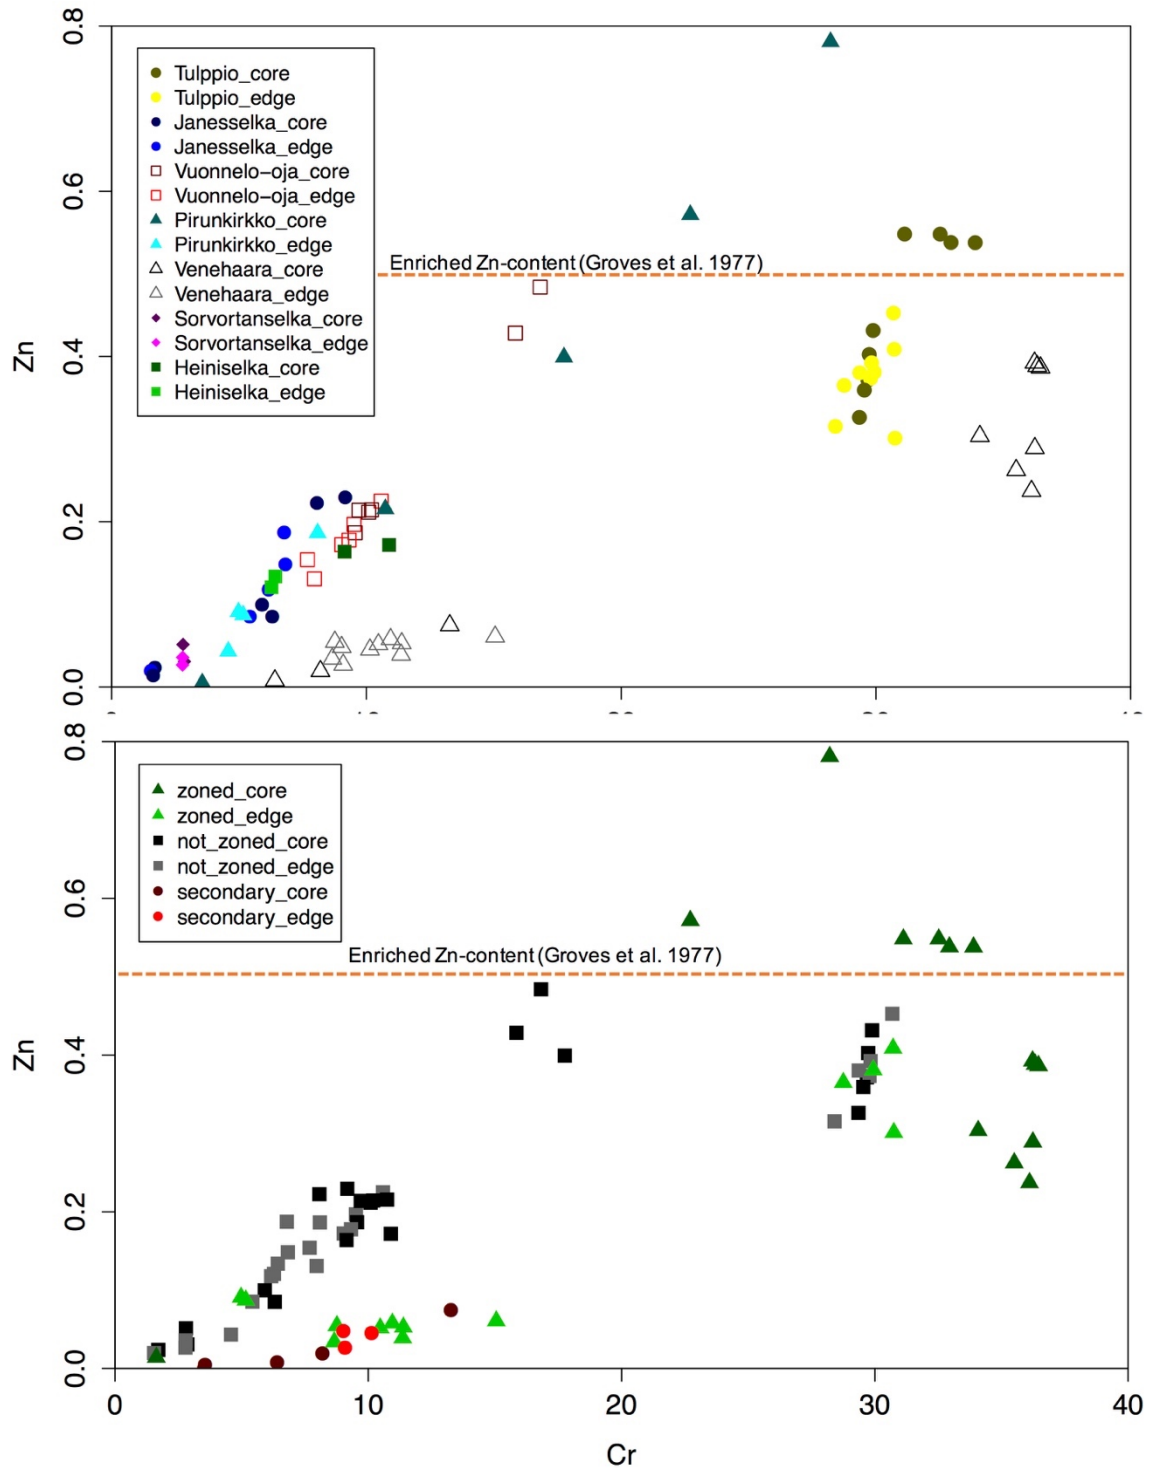 0.8
Tulppio_core
Tulppio_edge
Janesselka_core
Janesselka_edge
Vuonnelo-oja_core
Vuonnelo-oja_edge
Pirunkirkko_core
Pirunkirkko_edge
Venehaara_core
Venehaara_edge
Sorvortanselka_core
Sorvortanselka_edge
Heiniselka_core
Heiniselka_edge
0.6
Enriched Zn-content (Groves et al. 1977)
Zn
0.4
0.2
0.0
0.8
zoned_core
zoned_edge
not_zoned_core
not_zoned_edge
secondary_core
secondary_edge
0.6
Enriched Zn-content (Groves et al. 1977)
Zn
0.4
0.2
0.0
0 10 20 30 40
Cr